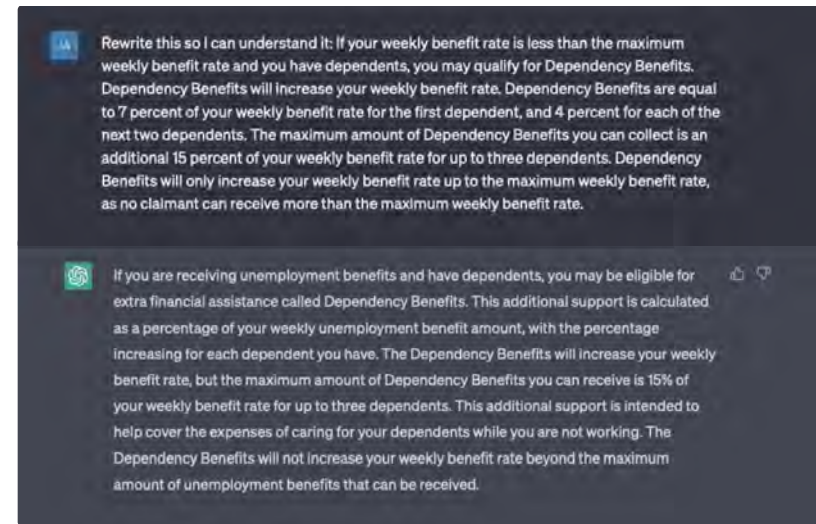 Rewrite this so I can understand it: If your weekly benefit rate is less than the maximum
weekly benefit rate and you have dependents, you may qualify for Dependency Benefits.
Dependency Benefits will increase your weekly benefit rate. Dependency Benefits are equal
to 7 percent of your weekly benefit rate for the first dependent, and 4 percent for each of the
next two dependents. The maximum amount of Dependency Benefits you can collect is an
additional 15 percent of your weekly benefit rate for up to three dependents. Dependency
Benefits will only increase your weekly benefit rate up to the maximum weekly benefit rate,
as no claimant can receive more than the maximum weekly benefit rate.
If you are receiving unemployment benefits and have dependents, you may be eligible for
extra financial assistance called Dependency Benefits. This additional support is calculated
as a percentage of your weekly unemployment benefit amount, with the percentage
increasing for each dependent you have. The Dependency Benefits will increase your weekly
benefit rate, but the maximum amount of Dependency Benefits you can receive is 15% of
your weekly benefit rate for up to three dependents. This additional support is intended to
help cover the expenses of caring for your dependents while you are not working. The
Dependency Benefits will not increase your weekly benefit rate beyond the maximum
amount of unemployment benefits that can be received.